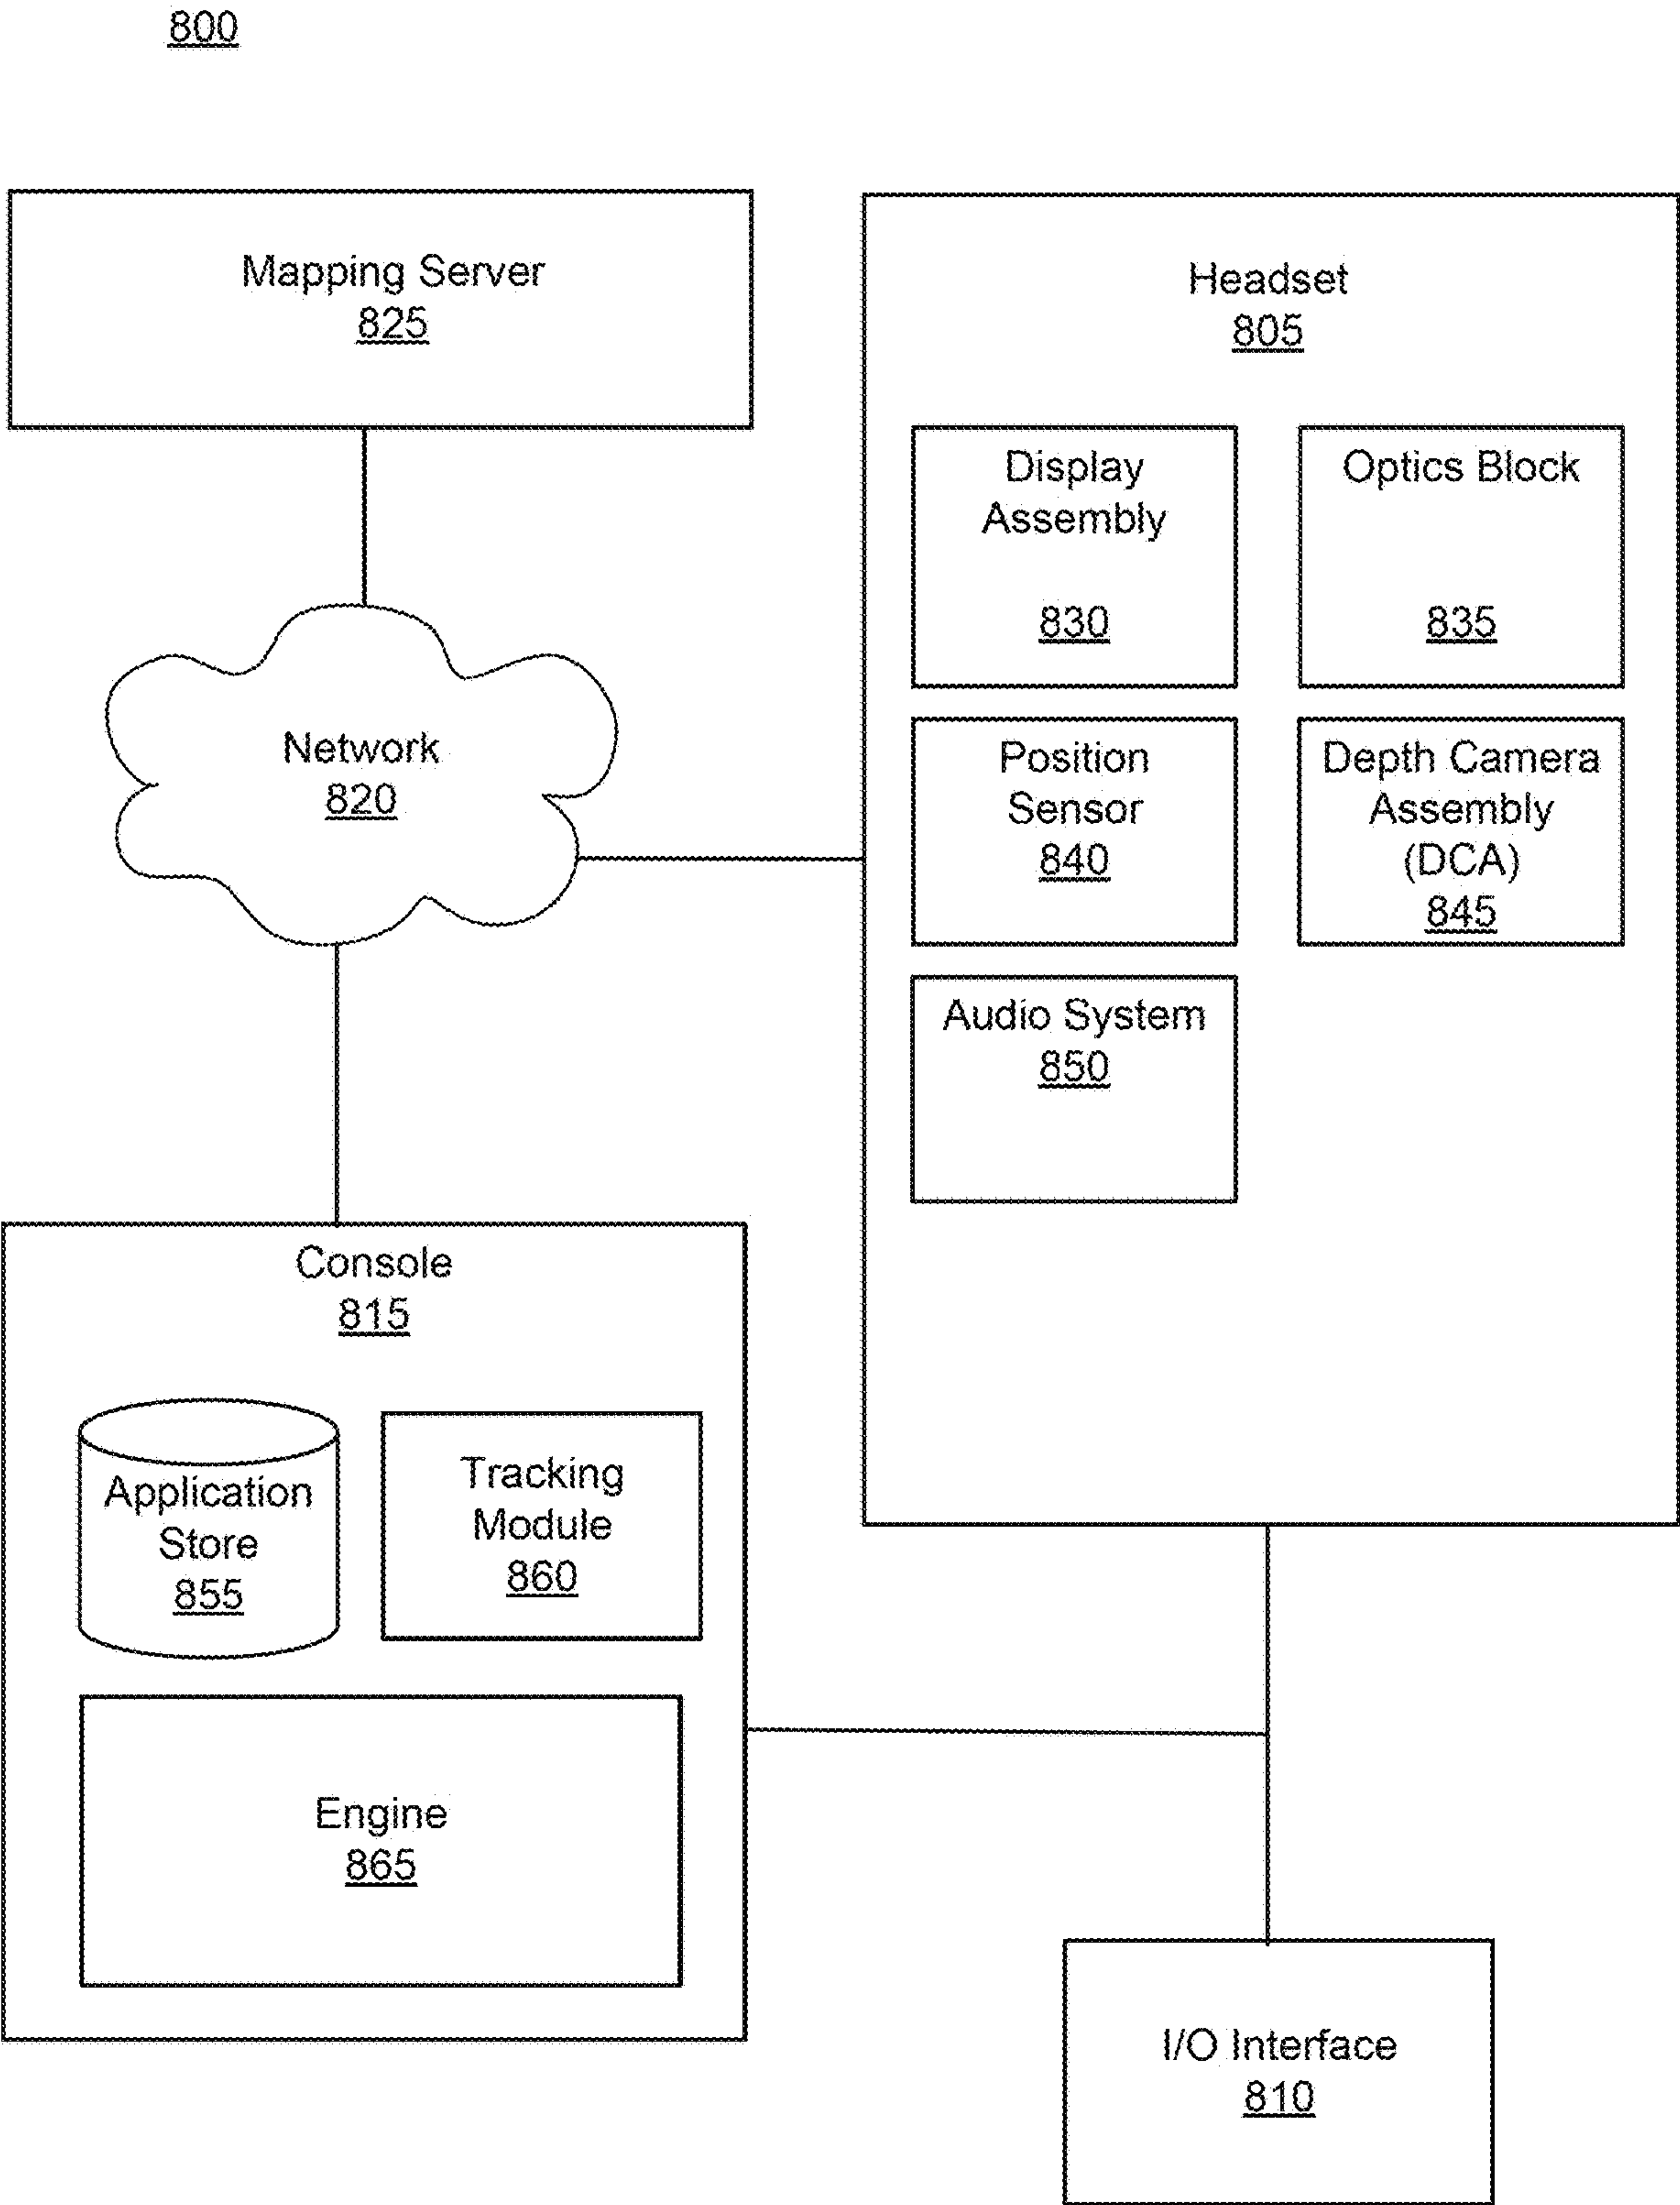 800
Mapping Server
825
Headset
805
Display
Assembly
830
Optics Block
835
Network
820
Position
Sensor
840
Depth Camera
Assembly
(DCA)
845
Audio System
850
Console
815
Application
Store
855
Tracking
Module
860
Engine
865
I/O Interface
810